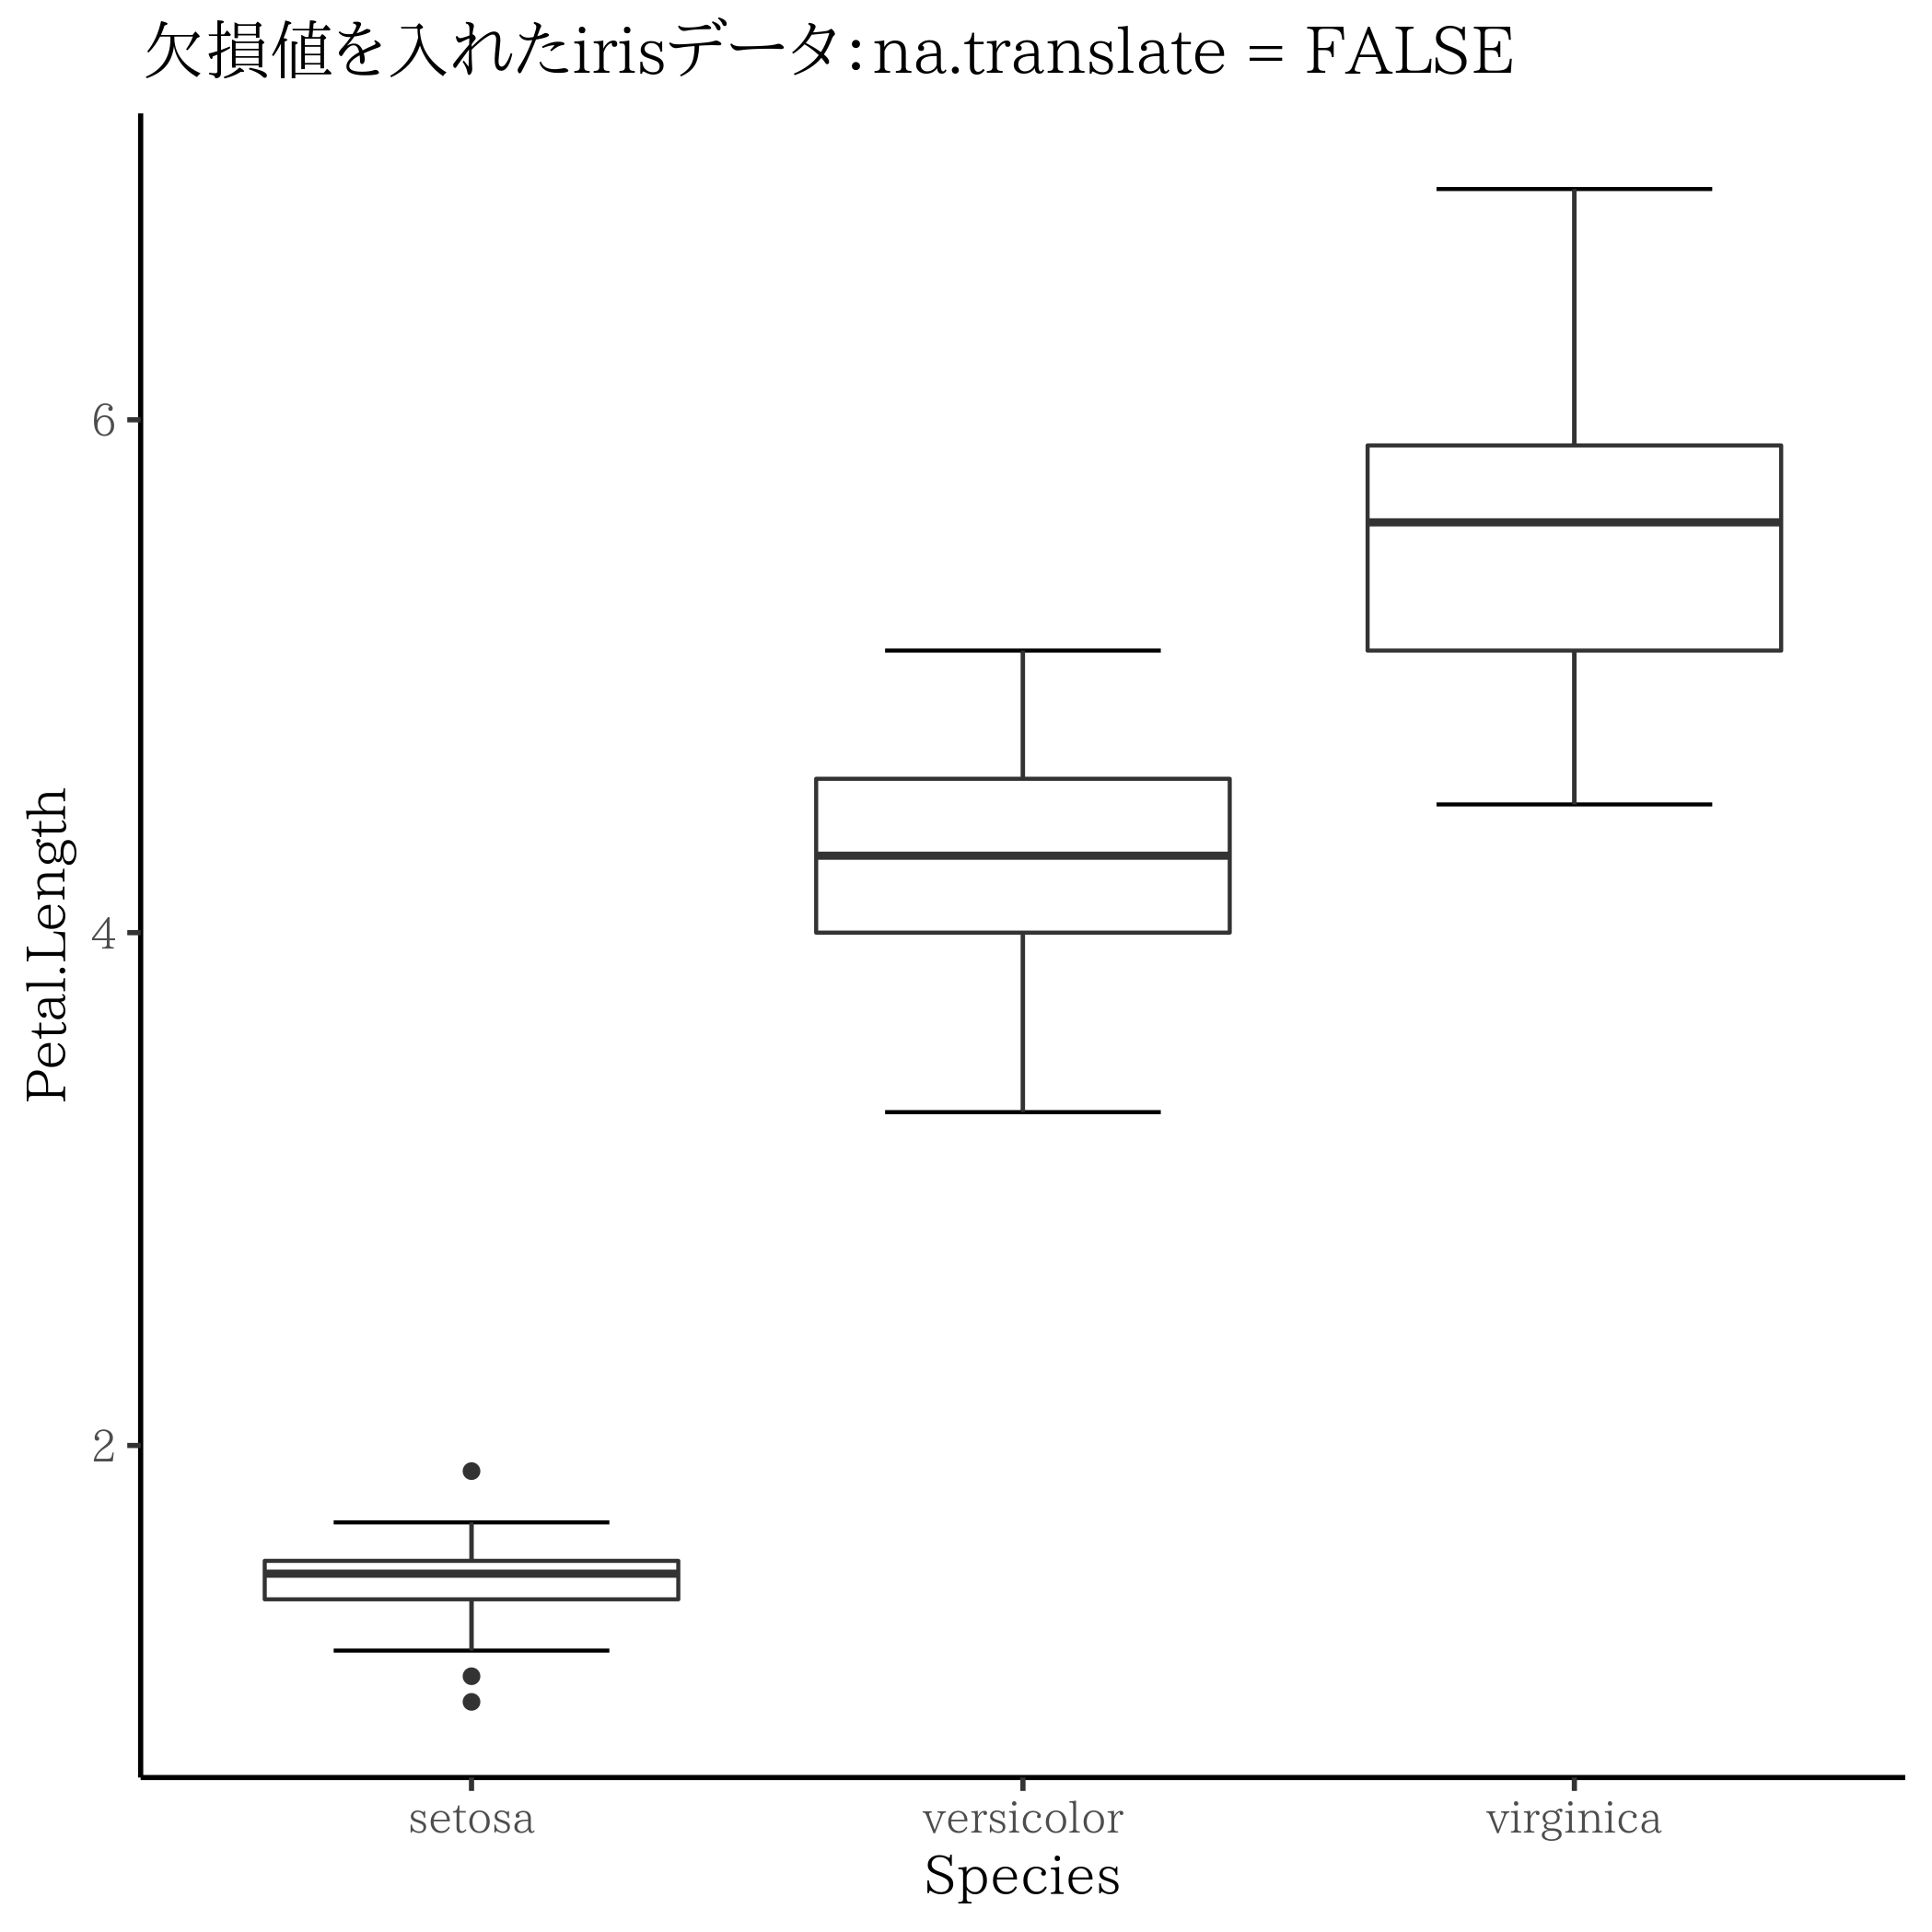 欠損値を入れたirisデータ:na.translate = FALSE
Petal.Length
6
4
2
setosa versicolor virginica
Species